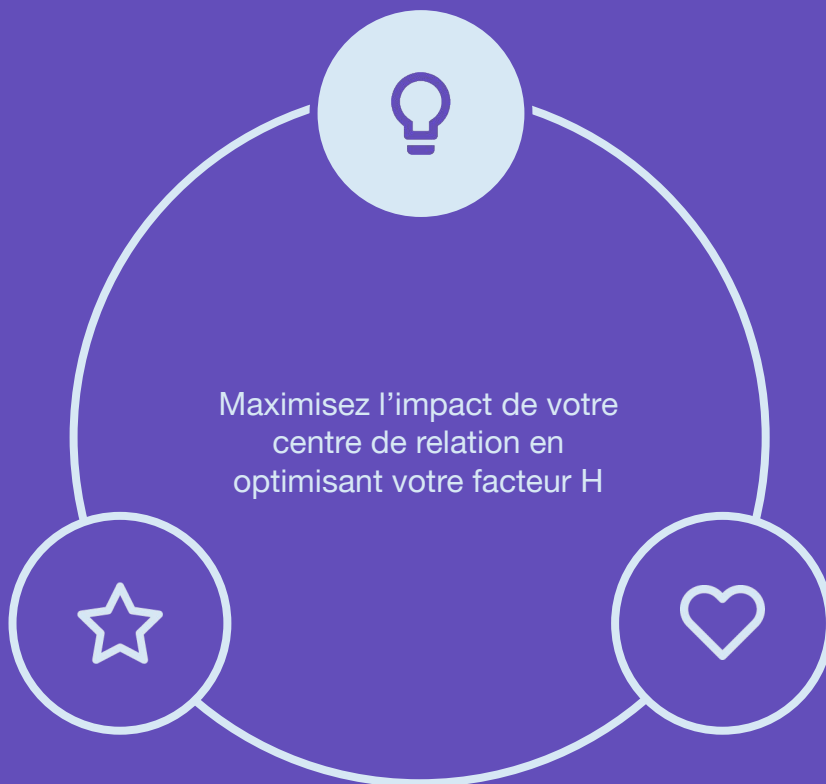 Maximisez l’impact de votre
centre de relation en
optimisant votre facteur H